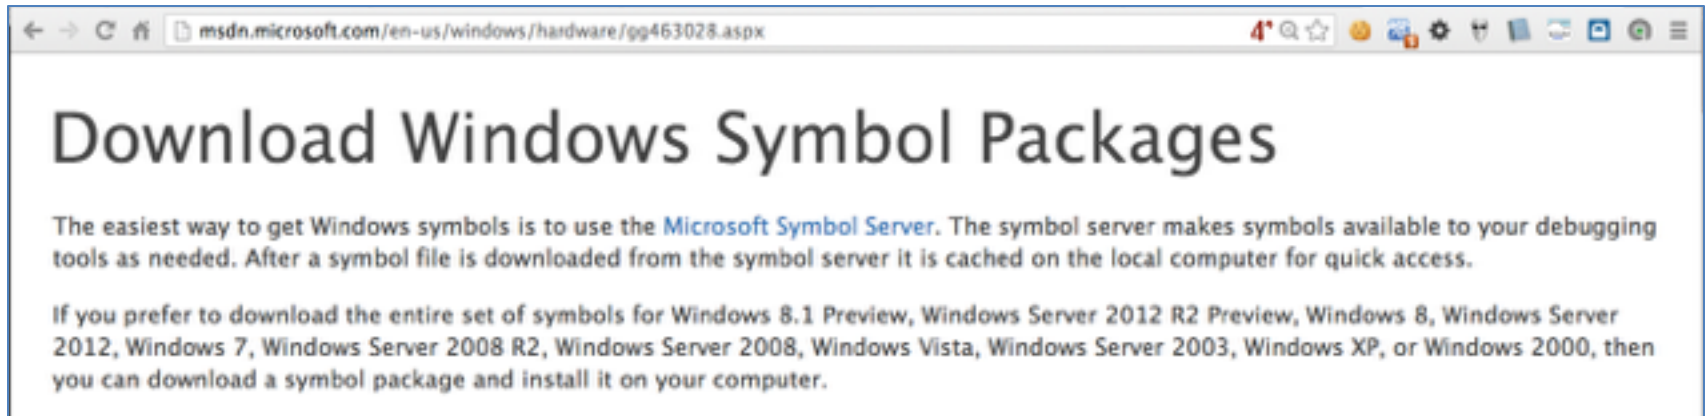 msdn.microsoft.com/en-us/windows/hardware/gg463028.aspx
Download Windows Symbol Packages
The easiest way to get Windows symbols is to use the Microsoft Symbol Server. The symbol server makes symbols available to your debugging
tools as needed. After a symbol file is downloaded from the symbol server it is cached on the local computer for quick access.
If you prefer to download the entire set of symbols for Windows 8.1 Preview, Windows Server 2012 R2 Preview, Windows 8, Windows Server
2012, Windows 7, Windows Server 2008 R2, Windows Server 2008, Windows Vista, Windows Server 2003, Windows XP, or Windows 2000, then
you can download a symbol package and install it on your computer.